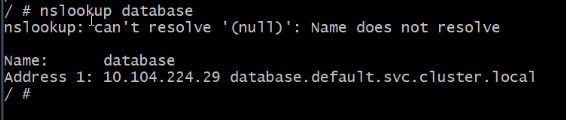 / # nslookup database
nslookup: can't resolve '(null)': Name does not resolve
Name: database
Address 1: 10.104.224.29 database.default.svc.cluster.local
/ #